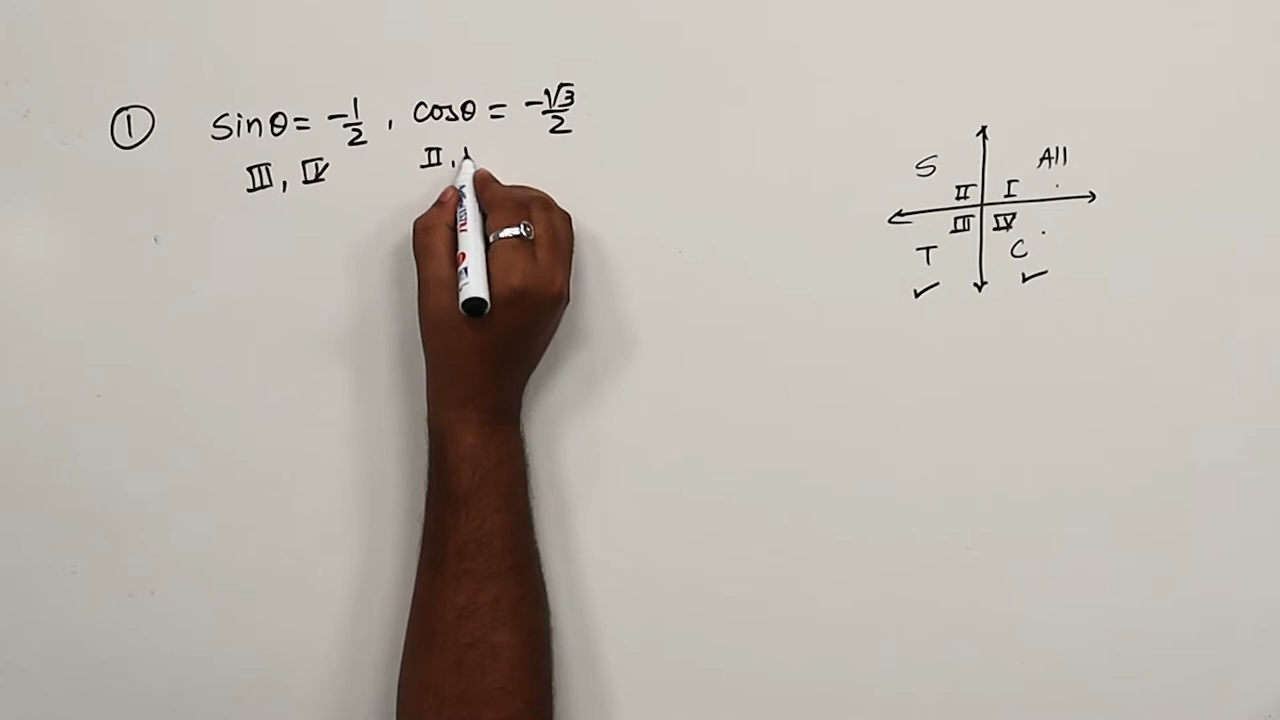 ① sinθ = -1/2 , cosθ = -√3/2
III, IV II,
S All
II I
III IV
T C